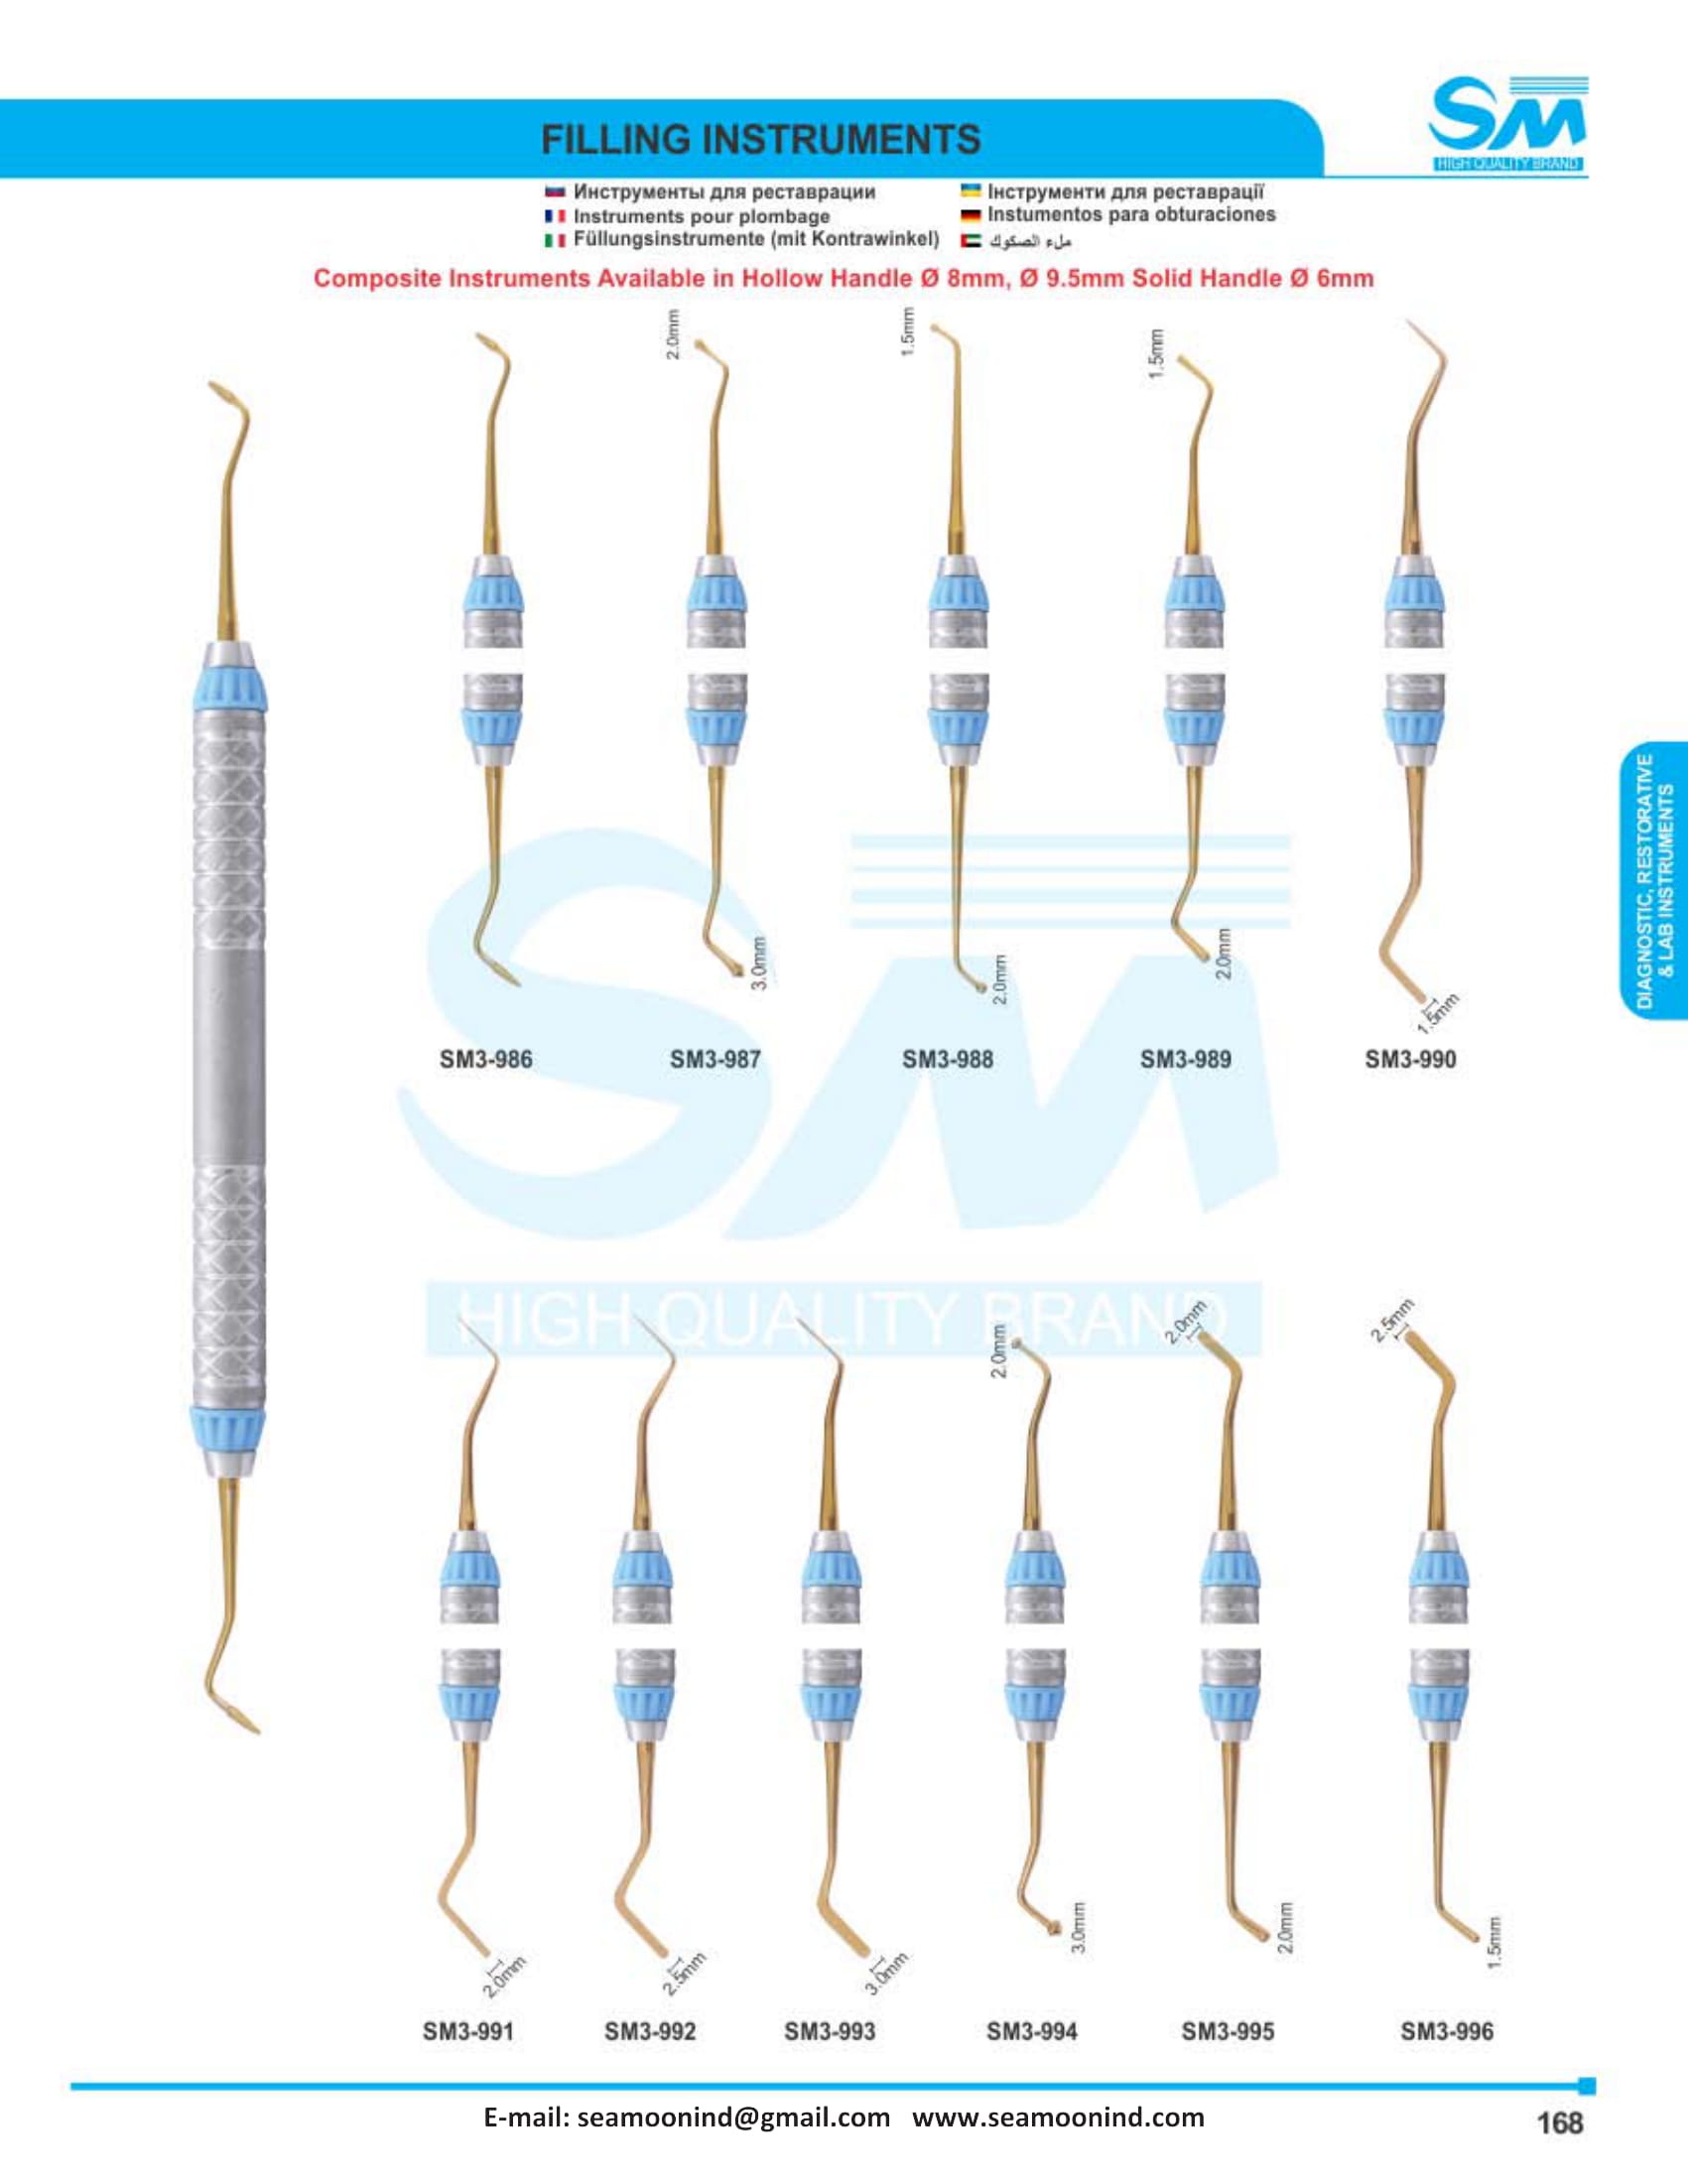 SM
HIGH QUALITY BRAND
FILLING INSTRUMENTS
Инструменты для реставрации
Instruments pour plombage
Füllungsinstrumente (mit Kontrawinkel)
Інструменти для реставрації
Instumentos para obturaciones
ملء الصكوك
Composite Instruments Available in Hollow Handle Ø 8mm, Ø 9.5mm Solid Handle Ø 6mm
2.0mm
1.5mm
1.5mm
3.0mm
2.0mm
2.0mm
1.5mm
SM3-986
SM3-987
SM3-988
SM3-989
SM3-990
DIAGNOSTIC, RESTORATIVE
& LAB INSTRUMENTS
SM
HIGH QUALITY BRAND
2.0mm
2.0mm
2.5mm
2.0mm
2.5mm
3.0mm
3.0mm
2.0mm
1.5mm
SM3-991
SM3-992
SM3-993
SM3-994
SM3-995
SM3-996
E-mail: seamoonind@gmail.com www.seamoonind.com
168